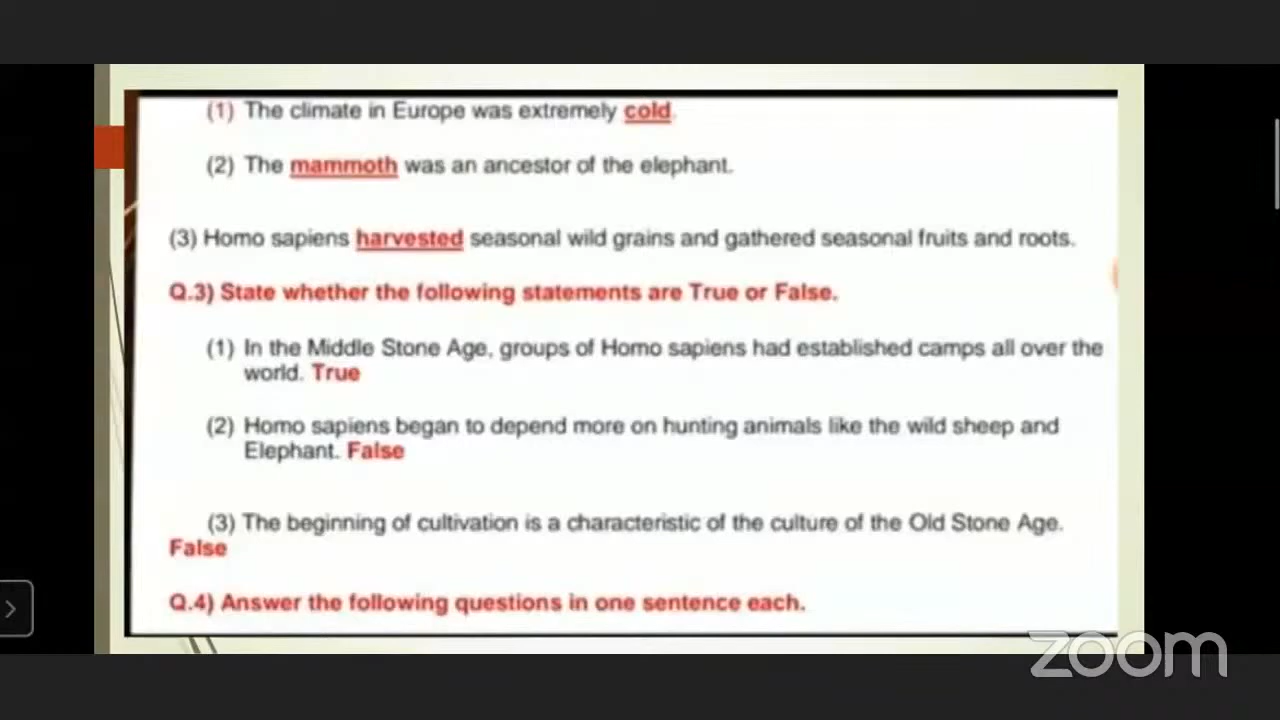 (1) The climate in Europe was extremely cold.
(2) The mammoth was an ancestor of the elephant.
(3) Homo sapiens harvested seasonal wild grains and gathered seasonal fruits and roots.
Q.3) State whether the following statements are True or False.
(1) In the Middle Stone Age, groups of Homo sapiens had established camps all over the
world. True
(2) Homo sapiens began to depend more on hunting animals like the wild sheep and
Elephant. False
(3) The beginning of cultivation is a characteristic of the culture of the Old Stone Age.
False
Q.4) Answer the following questions in one sentence each.
zoom